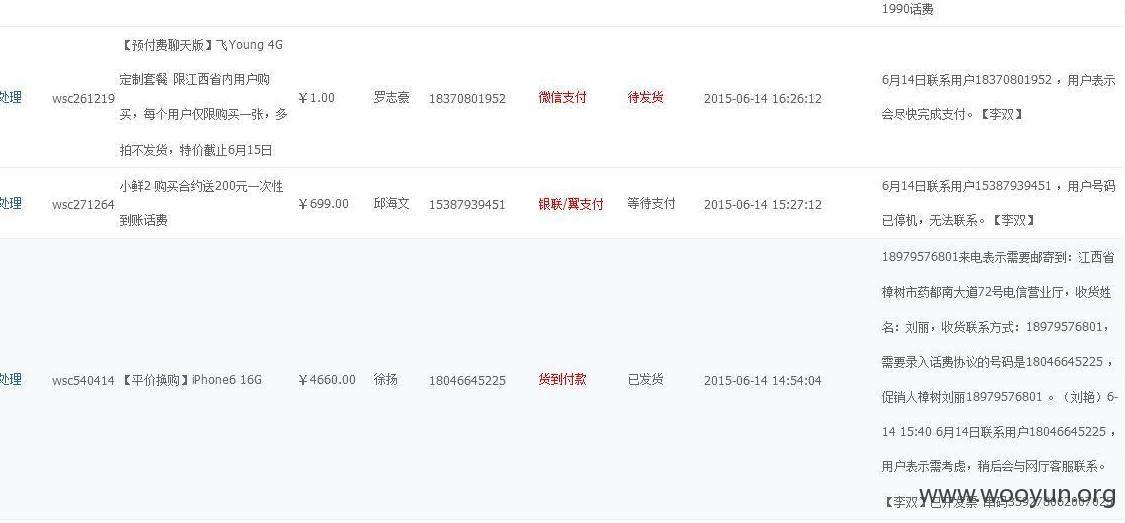 1990话费
【预付费聊天版】飞Young 4G
定制套餐 限江西省内用户购
买，每个用户仅限购买一张，多
拍不发货，特价截止6月15日
处理
wsc261219
￥1.00
罗志豪
18370801952
微信支付
待发货
2015-06-14 16:26:12
6月14日联系用户18370801952 ，用户表示
会尽快完成支付。【李双】
处理
wsc271264
小鲜2 购买合约送200元一次性
到账话费
￥699.00
邱海文
15387939451
银联/翼支付
等待支付
2015-06-14 15:27:12
6月14日联系用户15387939451 ，用户号码
已停机，无法联系。【李双】
处理
wsc540414
【平价换购】iPhone6 16G
￥4660.00
徐扬
18046645225
货到付款
已发货
2015-06-14 14:54:04
18979576801来电表示需要邮寄到：江西省
樟树市药都南大道72号电信营业厅，收货姓
名：刘丽，收货联系方式：18979576801，
需要录入话费协议的号码是18046645225 ，
促销人樟树刘丽18979576801 。（刘艳）6-
14 15:40 6月14日联系用户18046645225 ，
用户表示需考虑，稍后会与网厅客服联系。
【李双】已开发票 串码
www.wooyun.org